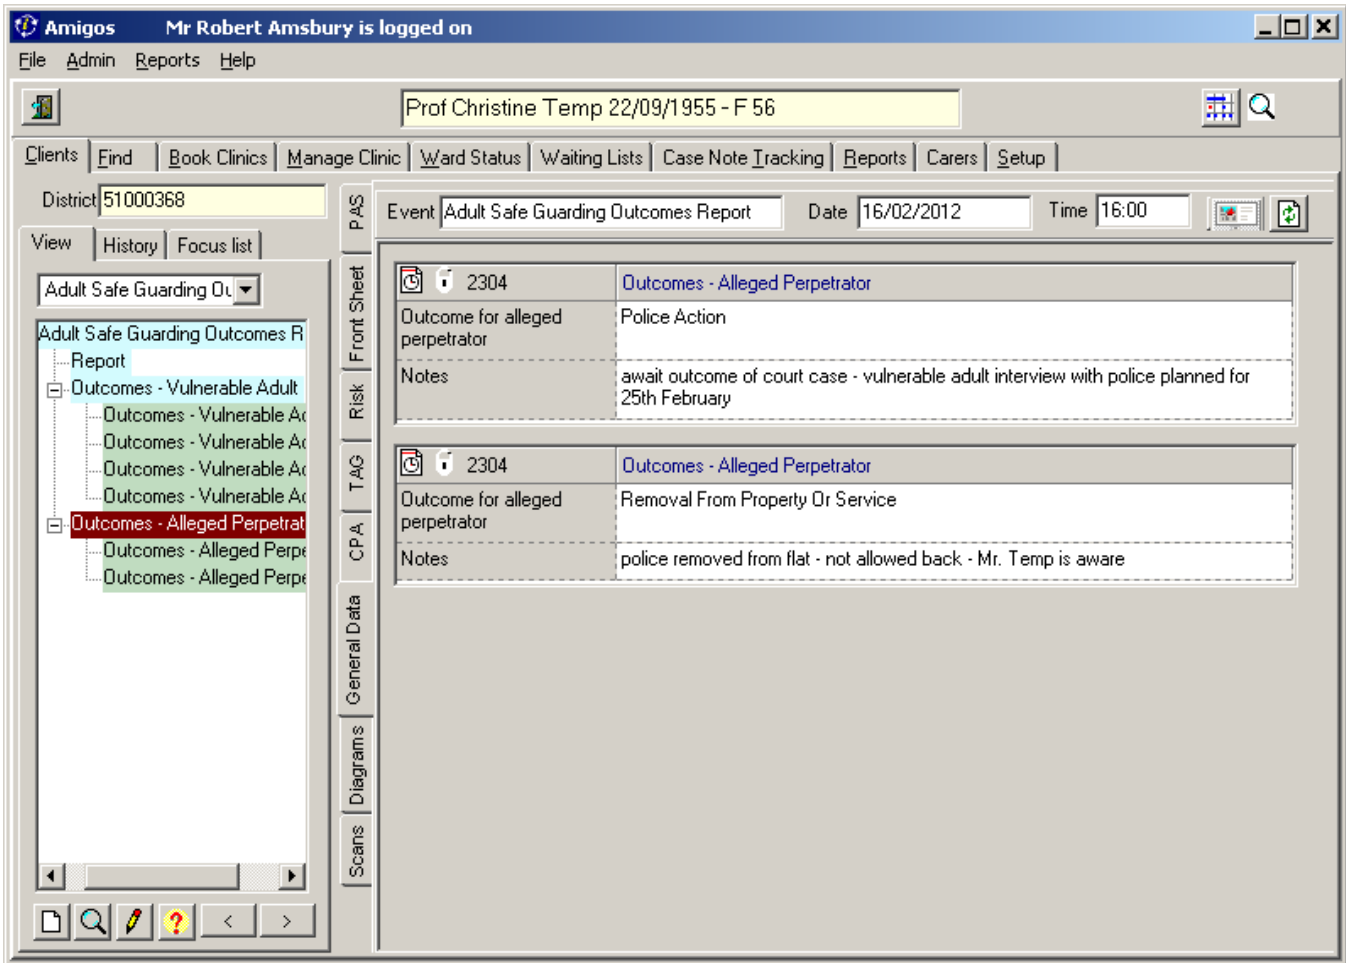 Amigos Mr Robert Amsbury is logged on
File Admin Reports Help
Prof Christine Temp 22/09/1955 - F 56
Clients Find Book Clinics Manage Clinic Ward Status Waiting Lists Case Note Tracking Reports Carers Setup
District 51000368
View History Focus list
Adult Safe Guarding Ou
Adult Safe Guarding Outcomes R
Report
Outcomes - Vulnerable Adult
Outcomes - Vulnerable Ad
Outcomes - Vulnerable Ad
Outcomes - Vulnerable Ad
Outcomes - Vulnerable Ad
Outcomes - Alleged Perpetrat
Outcomes - Alleged Perpe
Outcomes - Alleged Perpe
< >
PAS
Front Sheet
Risk
TAG
CPA
General Data
Diagrams
Scans
Event Adult Safe Guarding Outcomes Report Date 16/02/2012 Time 16:00
2304 Outcomes - Alleged Perpetrator
Outcome for alleged perpetrator Police Action
Notes await outcome of court case - vulnerable adult interview with police planned for
25th February
2304 Outcomes - Alleged Perpetrator
Outcome for alleged perpetrator Removal From Property Or Service
Notes police removed from flat - not allowed back - Mr. Temp is aware